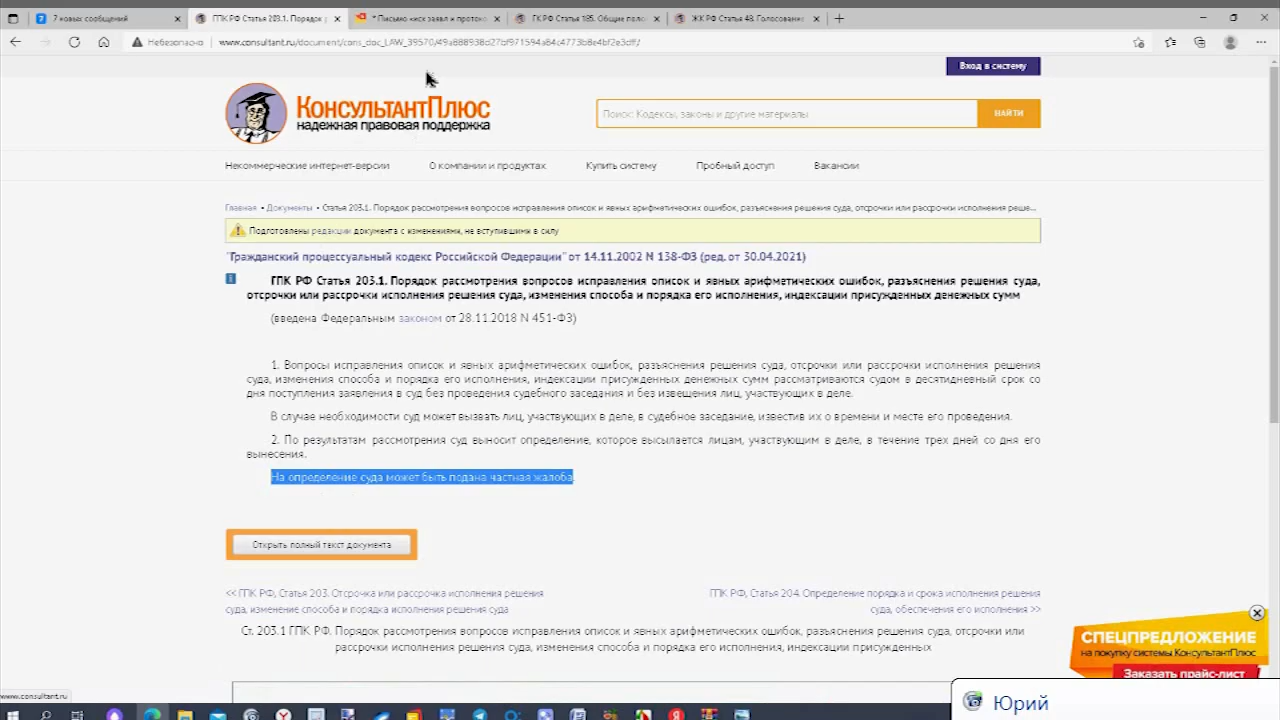 7 новых сообщений
ГПК РФ Статья 203.1. Порядок р
* Письмо «иск заявл и протоко
ГК РФ Статья 185. Общие поло
ЖК РФ Статья 48. Голосование
Небезопасно
www.consultant.ru/document/cons_doc_LAW_39570/49a888938d27bf971594a84c4773b8e4bf2e3dff/
Вход в систему
КонсультантПлюс
надежная правовая поддержка
Поиск: Кодексы, законы и другие материалы
НАЙТИ
Некоммерческие интернет-версии
О компании и продуктах
Купить систему
Пробный доступ
Вакансии
Главная • Документы • Статья 203.1. Порядок рассмотрения вопросов исправления описок и явных арифметических ошибок, разъяснения решения суда, отсрочки или рассрочки исполнения реше...
Подготовлены редакции документа с изменениями, не вступившими в силу
"Гражданский процессуальный кодекс Российской Федерации" от 14.11.2002 N 138-ФЗ (ред. от 30.04.2021)
ГПК РФ Статья 203.1. Порядок рассмотрения вопросов исправления описок и явных арифметических ошибок, разъяснения решения суда,
отсрочки или рассрочки исполнения решения суда, изменения способа и порядка его исполнения, индексации присужденных денежных сумм
(введена Федеральным законом от 28.11.2018 N 451-ФЗ)
1. Вопросы исправления описок и явных арифметических ошибок, разъяснения решения суда, отсрочки или рассрочки исполнения решения
суда, изменения способа и порядка его исполнения, индексации присужденных денежных сумм рассматриваются судом в десятидневный срок со
дня поступления заявления в суд без проведения судебного заседания и без извещения лиц, участвующих в деле.
В случае необходимости суд может вызвать лиц, участвующих в деле, в судебное заседание, известив их о времени и месте его проведения.
2. По результатам рассмотрения суд выносит определение, которое высылается лицам, участвующим в деле, в течение трех дней со дня его
вынесения.
На определение суда может быть подана частная жалоба.
Открыть полный текст документа
<< ГПК РФ, Статья 203. Отсрочка или рассрочка исполнения решения
суда, изменение способа и порядка исполнения решения суда
ГПК РФ, Статья 204. Определение порядка и срока исполнения решения
суда, обеспечения его исполнения >>
Ст. 203.1 ГПК РФ. Порядок рассмотрения вопросов исправления описок и явных арифметических ошибок, разъяснения решения суда, отсрочки или
рассрочки исполнения решения суда, изменения способа и порядка его исполнения, индексации присужденных
СПЕЦПРЕДЛОЖЕНИЕ
на покупку системы КонсультантПлюс
Заказать прайс-лист
www.consultant.ru
Юрий